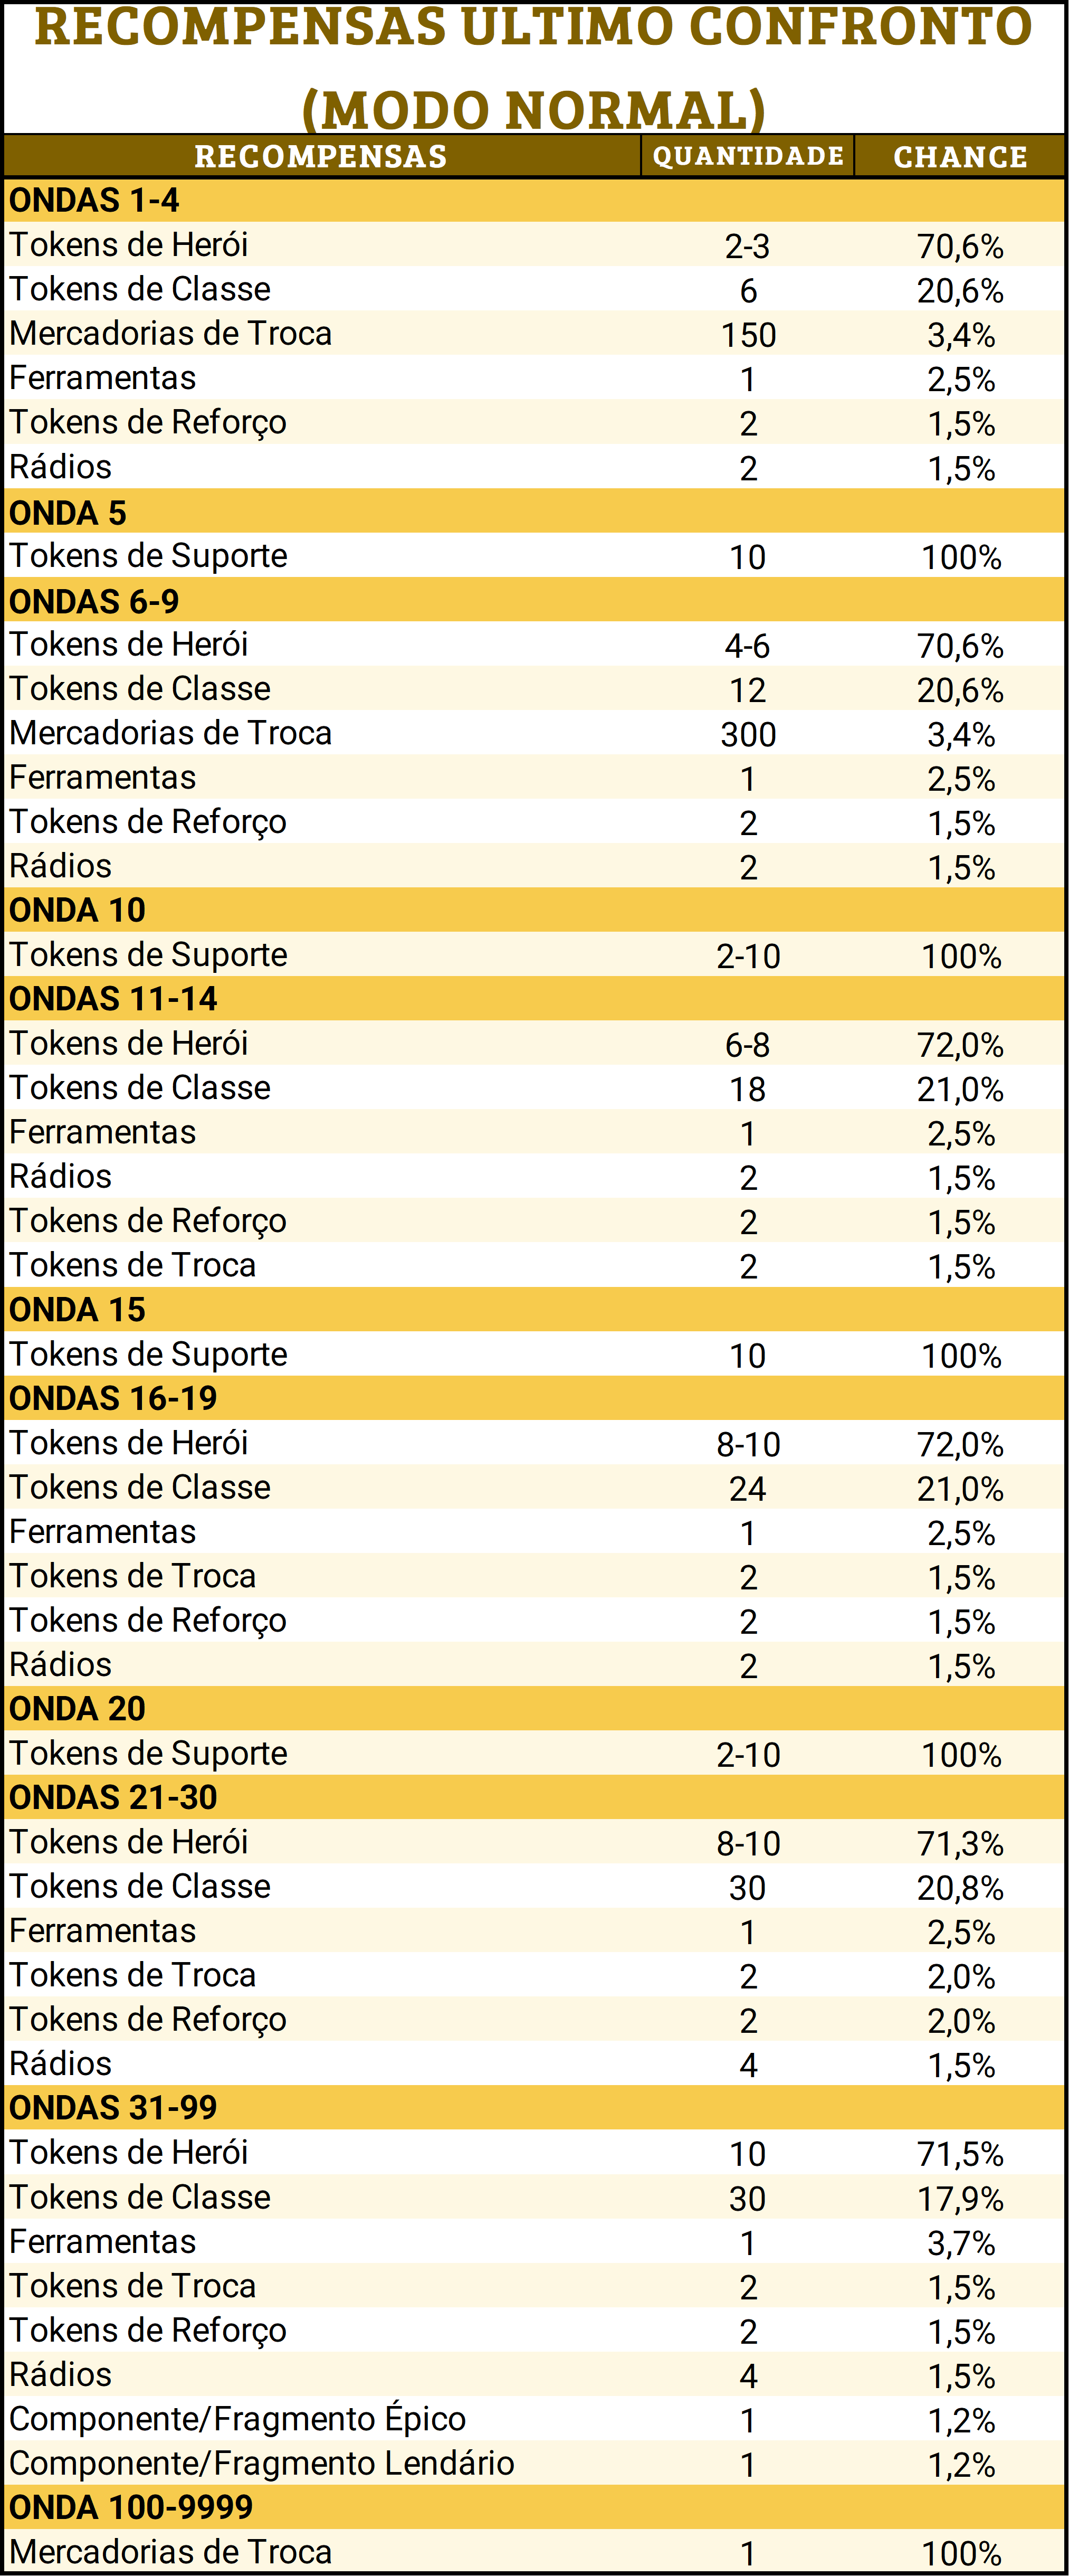 RECOMPENSAS ULTIMO CONFRONTO
(MODO NORMAL)
RECOMPENSAS QUANTIDADE CHANCE
ONDAS 1-4
Tokens de Herói 2-3 70,6%
Tokens de Classe 6 20,6%
Mercadorias de Troca 150 3,4%
Ferramentas 1 2,5%
Tokens de Reforço 2 1,5%
Rádios 2 1,5%
ONDA 5
Tokens de Suporte 10 100%
ONDAS 6-9
Tokens de Herói 4-6 70,6%
Tokens de Classe 12 20,6%
Mercadorias de Troca 300 3,4%
Ferramentas 1 2,5%
Tokens de Reforço 2 1,5%
Rádios 2 1,5%
ONDA 10
Tokens de Suporte 2-10 100%
ONDAS 11-14
Tokens de Herói 6-8 72,0%
Tokens de Classe 18 21,0%
Ferramentas 1 2,5%
Rádios 2 1,5%
Tokens de Reforço 2 1,5%
Tokens de Troca 2 1,5%
ONDA 15
Tokens de Suporte 10 100%
ONDAS 16-19
Tokens de Herói 8-10 72,0%
Tokens de Classe 24 21,0%
Ferramentas 1 2,5%
Tokens de Troca 2 1,5%
Tokens de Reforço 2 1,5%
Rádios 2 1,5%
ONDA 20
Tokens de Suporte 2-10 100%
ONDAS 21-30
Tokens de Herói 8-10 71,3%
Tokens de Classe 30 20,8%
Ferramentas 1 2,5%
Tokens de Troca 2 2,0%
Tokens de Reforço 2 2,0%
Rádios 4 1,5%
ONDAS 31-99
Tokens de Herói 10 71,5%
Tokens de Classe 30 17,9%
Ferramentas 1 3,7%
Tokens de Troca 2 1,5%
Tokens de Reforço 2 1,5%
Rádios 4 1,5%
Componente/Fragmento Épico 1 1,2%
Componente/Fragmento Lendário 1 1,2%
ONDA 100-9999
Mercadorias de Troca 1 100%